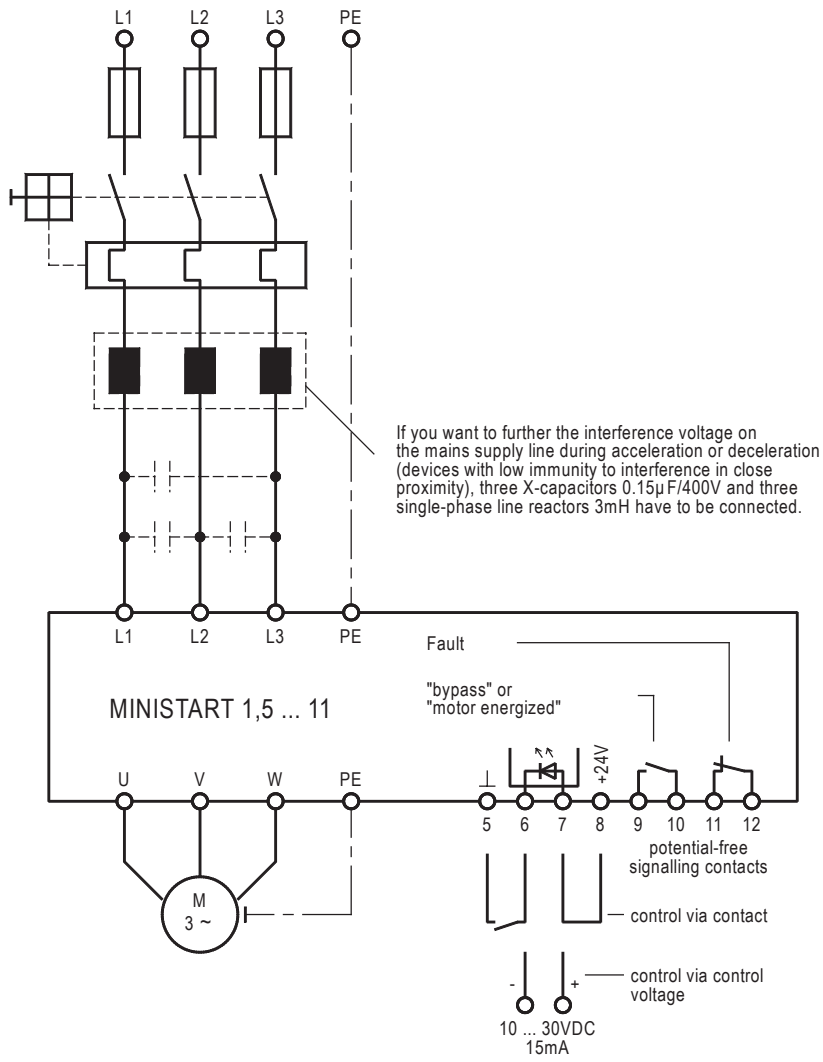 L1 L2 L3 PE
If you want to further the interference voltage on
the mains supply line during acceleration or deceleration
(devices with low immunity to interference in close
proximity), three X-capacitors 0.15µF/400V and three
single-phase line reactors 3mH have to be connected.
L1 L2 L3 PE
Fault
"bypass" or
"motor energized"
MINISTART 1,5 ... 11
U V W PE
⊥ +24V
5 6 7 8 9 10 11 12
potential-free
signalling contacts
M
3 ~
control via contact
- +
control via control
voltage
10 ... 30VDC
15mA